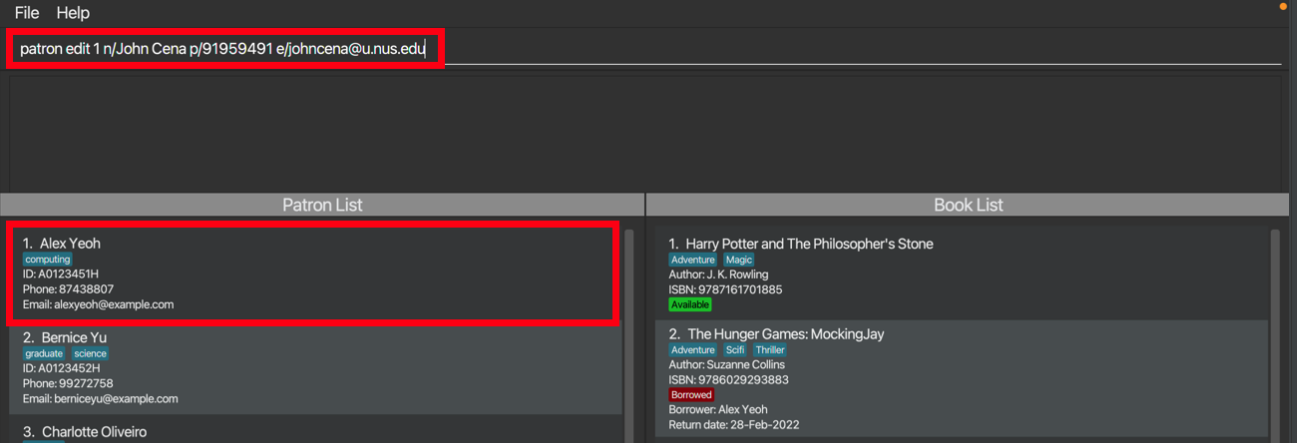 File Help
patron edit 1 n/John Cena p/91959491 e/johncena@u.nus.edu
Patron List
1. Alex Yeoh
computing
ID: A0123451H
Phone: 87438807
Email: alexyeoh@example.com
2. Bernice Yu
graduate science
ID: A0123452H
Phone: 99272758
Email: berniceyu@example.com
3. Charlotte Oliveiro
Book List
1. Harry Potter and The Philosopher's Stone
Adventure Magic
Author: J. K. Rowling
ISBN: 9787161701885
Available
2. The Hunger Games: MockingJay
Adventure Scifi Thriller
Author: Suzanne Collins
ISBN: 9786029293883
Borrowed
Borrower: Alex Yeoh
Return date: 28-Feb-2022